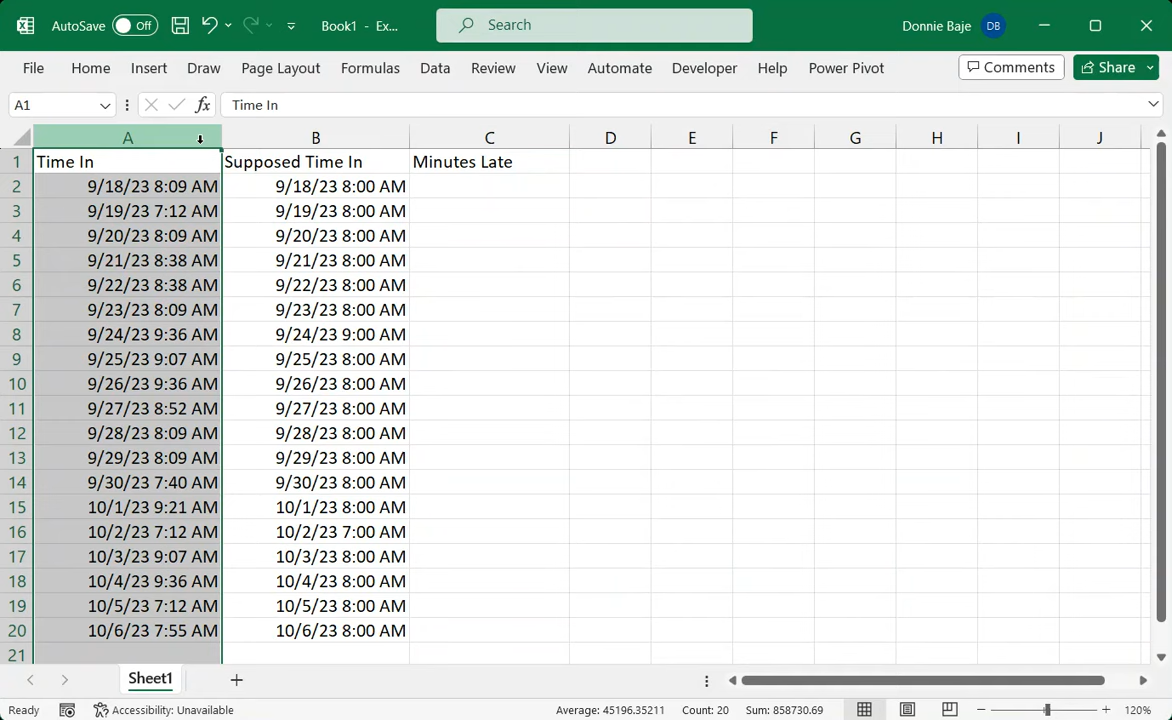 AutoSave Off Book1 - Ex... Search Donnie Baje DB
File Home Insert Draw Page Layout Formulas Data Review View Automate Developer Help Power Pivot Comments Share
A1 fx Time In
A B C D E F G H I J
1 Time In Supposed Time In Minutes Late
2 9/18/23 8:09 AM 9/18/23 8:00 AM
3 9/19/23 7:12 AM 9/19/23 8:00 AM
4 9/20/23 8:09 AM 9/20/23 8:00 AM
5 9/21/23 8:38 AM 9/21/23 8:00 AM
6 9/22/23 8:38 AM 9/22/23 8:00 AM
7 9/23/23 8:09 AM 9/23/23 8:00 AM
8 9/24/23 9:36 AM 9/24/23 9:00 AM
9 9/25/23 9:07 AM 9/25/23 8:00 AM
10 9/26/23 9:36 AM 9/26/23 8:00 AM
11 9/27/23 8:52 AM 9/27/23 8:00 AM
12 9/28/23 8:09 AM 9/28/23 8:00 AM
13 9/29/23 8:09 AM 9/29/23 8:00 AM
14 9/30/23 7:40 AM 9/30/23 8:00 AM
15 10/1/23 9:21 AM 10/1/23 8:00 AM
16 10/2/23 7:12 AM 10/2/23 7:00 AM
17 10/3/23 9:07 AM 10/3/23 8:00 AM
18 10/4/23 9:36 AM 10/4/23 8:00 AM
19 10/5/23 7:12 AM 10/5/23 8:00 AM
20 10/6/23 7:55 AM 10/6/23 8:00 AM
21
Sheet1
Ready Accessibility: Unavailable Average: 45196.35211 Count: 20 Sum: 858730.69 120%